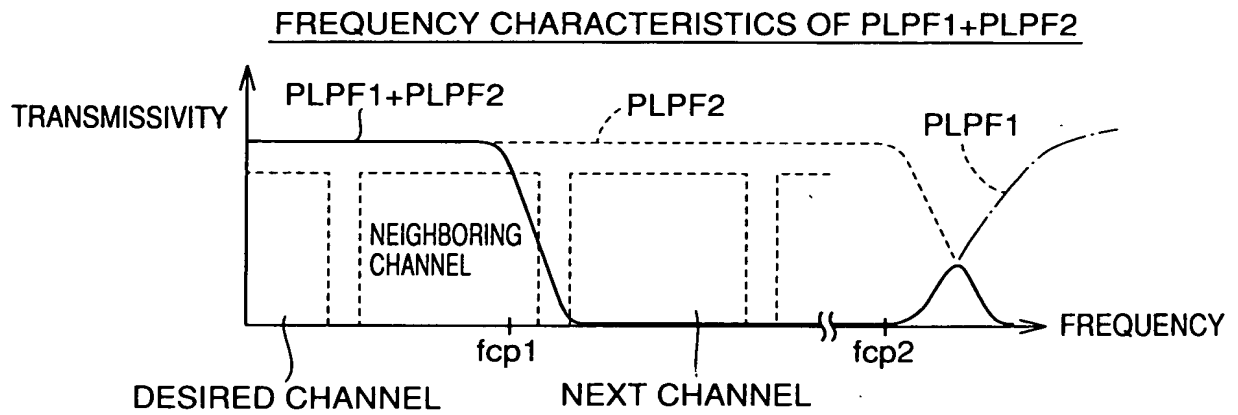 FREQUENCY CHARACTERISTICS OF PLPF1+PLPF2
TRANSMISSIVITY
PLPF1+PLPF2
PLPF2
PLPF1
NEIGHBORING
CHANNEL
fcp1
fcp2
FREQUENCY
DESIRED CHANNEL
NEXT CHANNEL